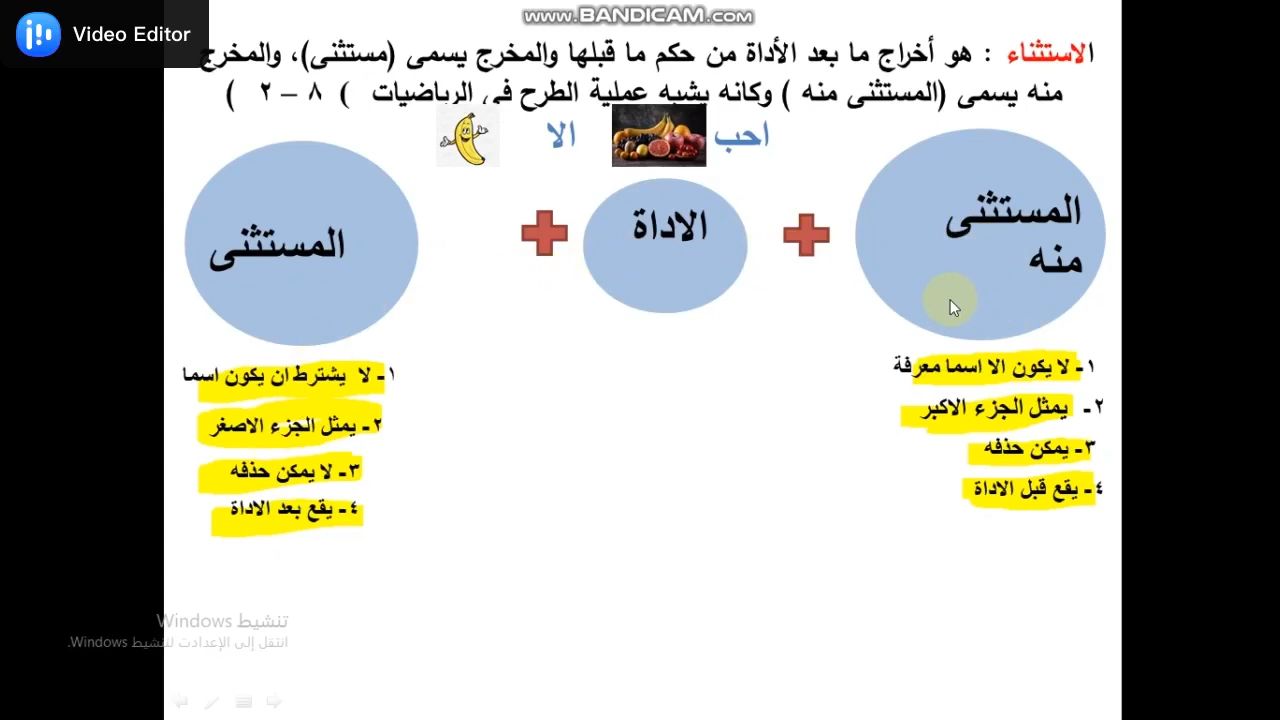 www.BANDICAM.com
Video Editor
الاستثناء : هو أخراج ما بعد الأداة من حكم ما قبلها والمخرج يسمى (مستثنى)، والمخرج
منه يسمى (المستثنى منه ) وكانه يشبه عملية الطرح في الرياضيات ( ٨ – ٢ )
احب الا
المستثنى
منه
الاداة
المستثنى
١- لا يكون الا اسما معرفة
٢- يمثل الجزء الاكبر
٣- يمكن حذفه
٤- يقع قبل الاداة
١- لا يشترط ان يكون اسما
٢- يمثل الجزء الاصغر
٣- لا يمكن حذفه
٤- يقع بعد الاداة
تنشيط Windows
انتقل إلى الإعدادات لتنشيط Windows.